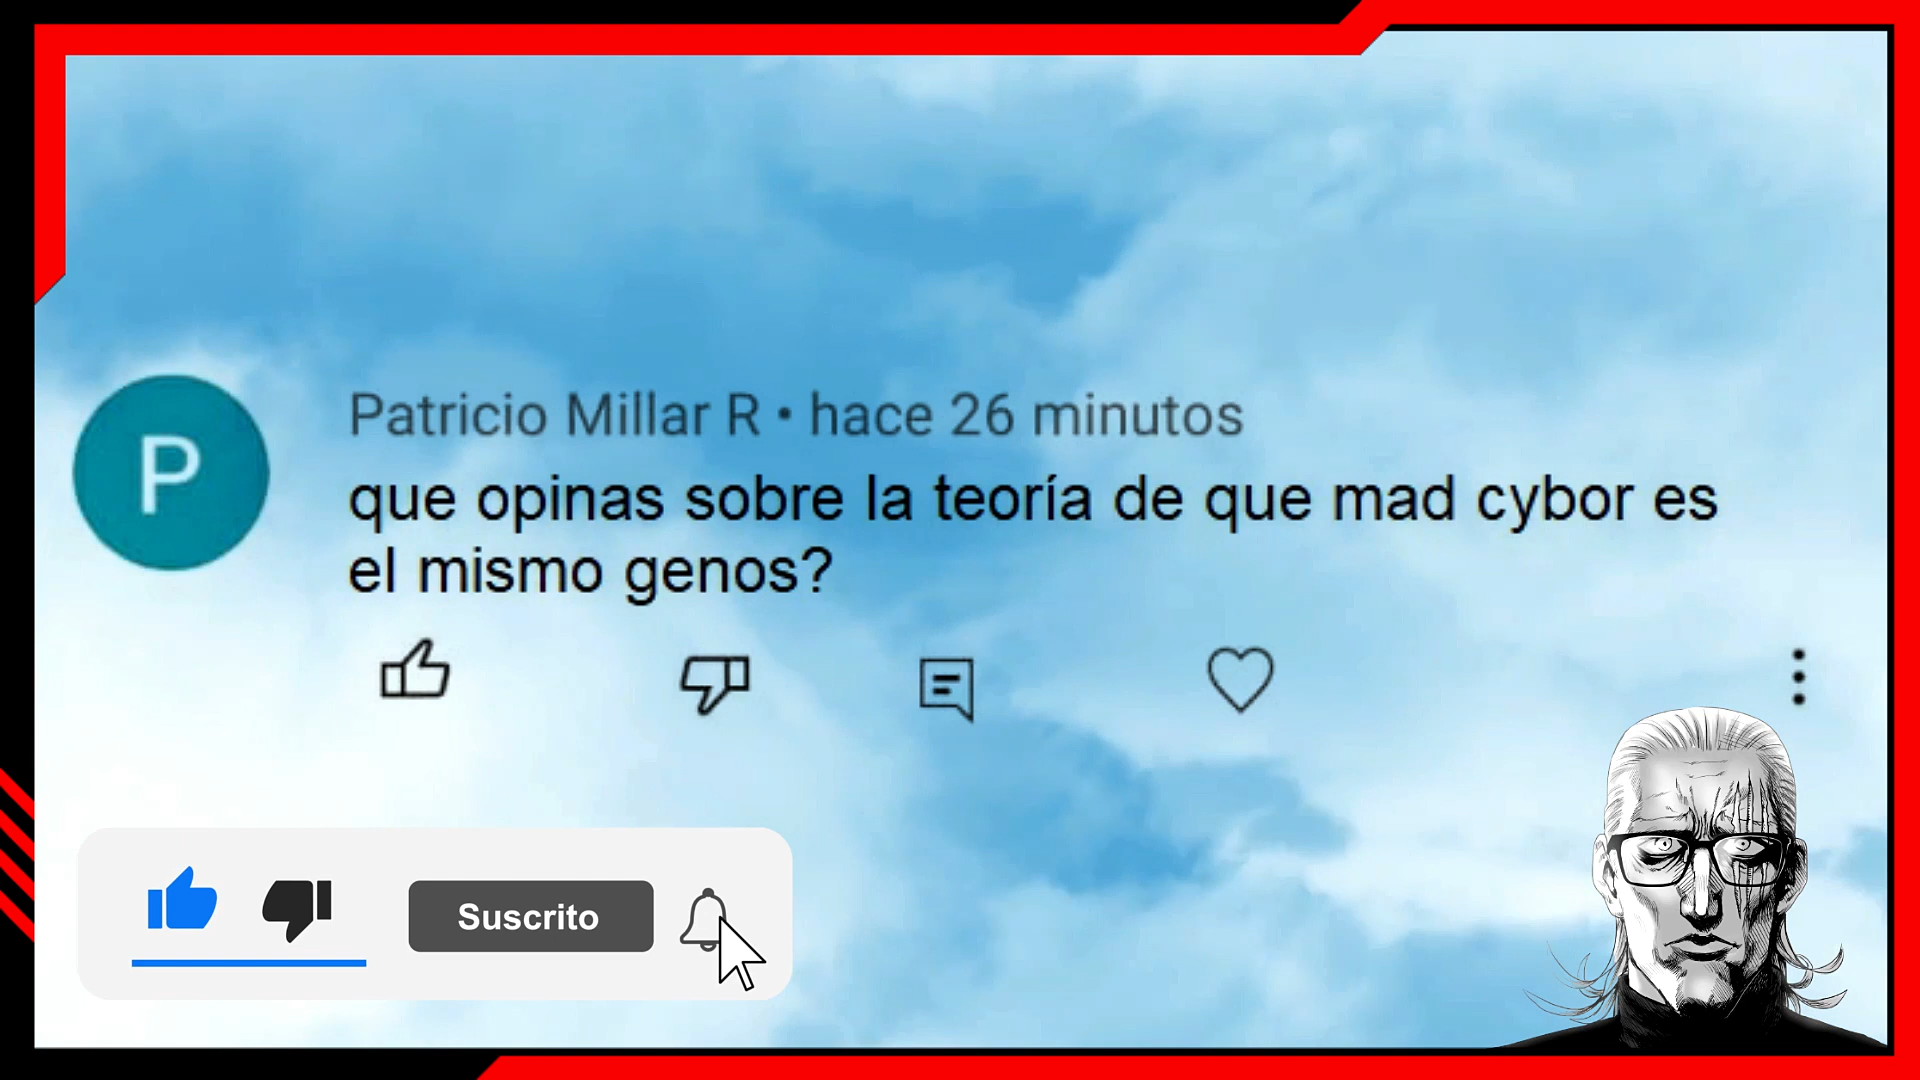 P
Patricio Millar R • hace 26 minutos
que opinas sobre la teoría de que mad cybor es
el mismo genos?
Suscrito